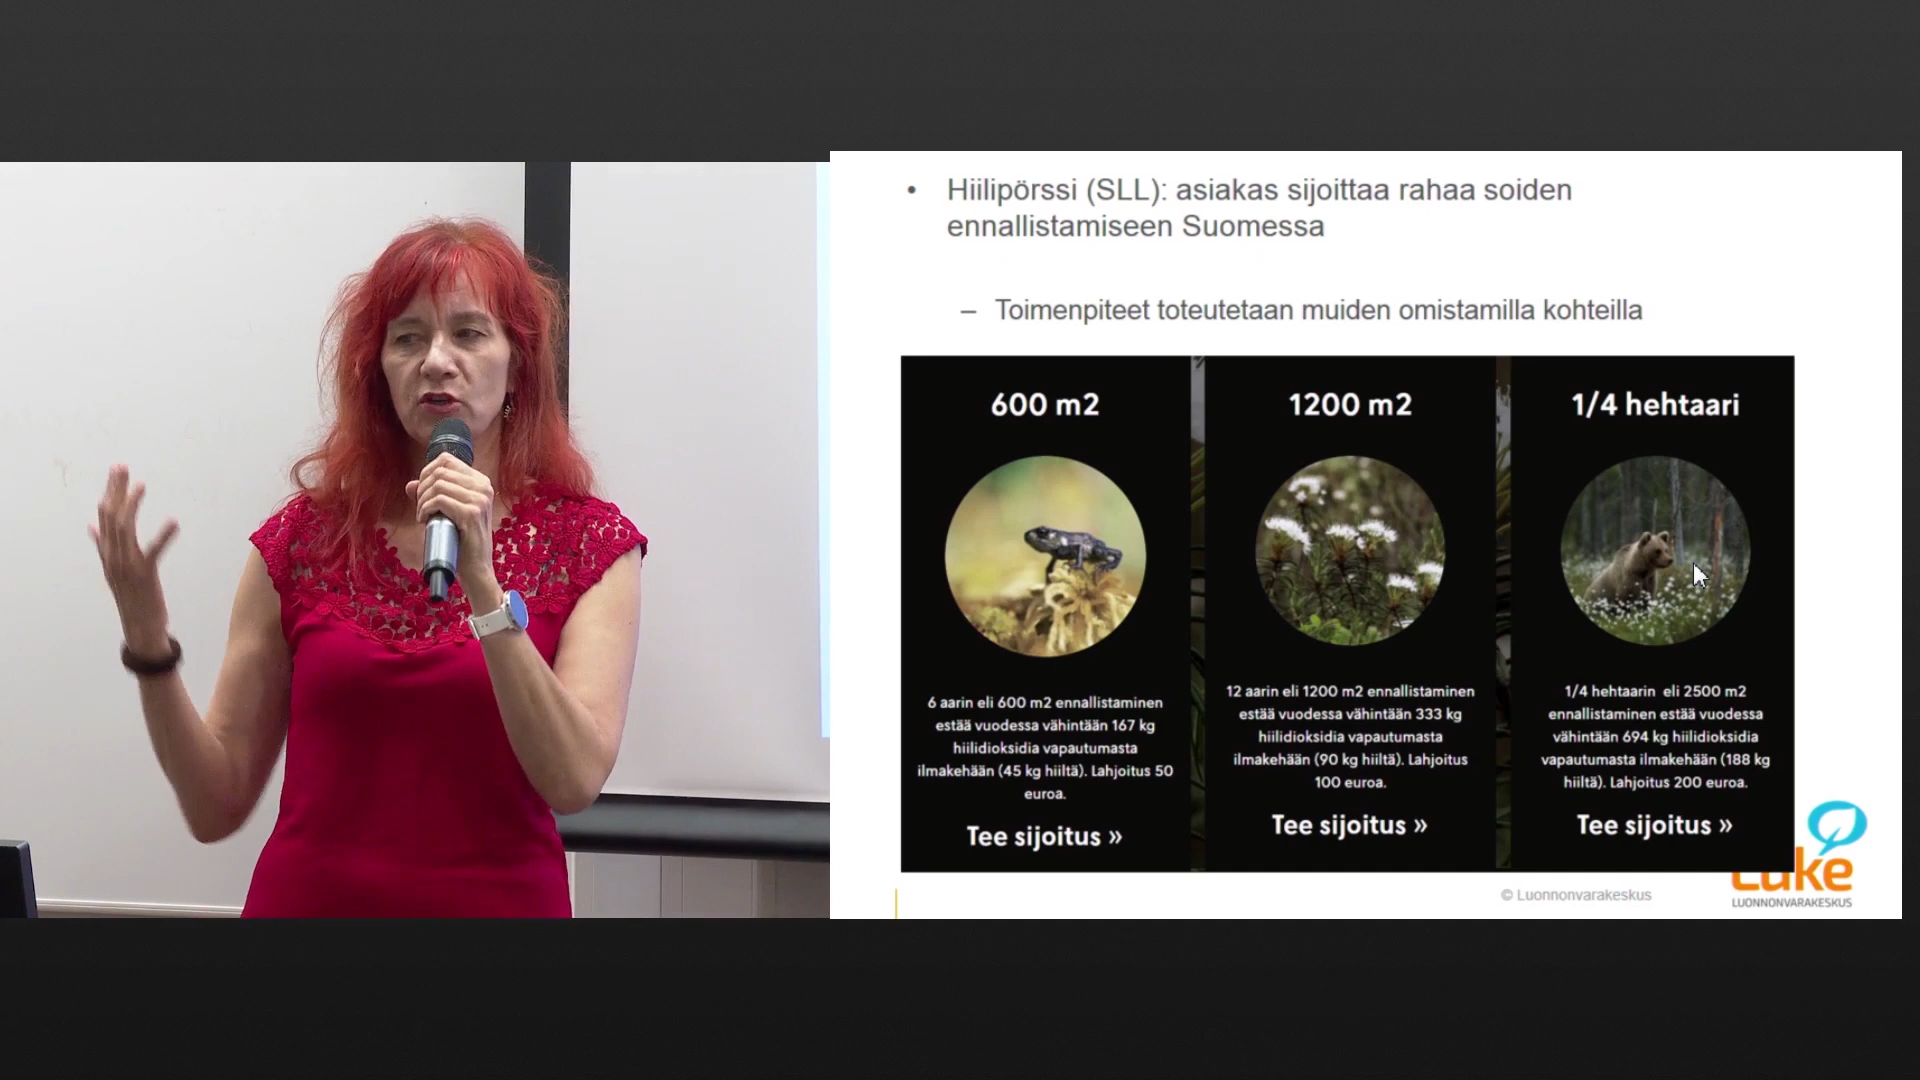 • Hiilipörssi (SLL): asiakas sijoittaa rahaa soiden
ennallistamiseen Suomessa
– Toimenpiteet toteutetaan muiden omistamilla kohteilla
600 m2
6 aarin eli 600 m2 ennallistaminen
estää vuodessa vähintään 167 kg
hiilidioksidia vapautumasta
ilmakehään (45 kg hiiltä). Lahjoitus 50
euroa.
Tee sijoitus »
1200 m2
12 aarin eli 1200 m2 ennallistaminen
estää vuodessa vähintään 333 kg
hiilidioksidia vapautumasta
ilmakehään (90 kg hiiltä). Lahjoitus
100 euroa.
Tee sijoitus »
1/4 hehtaari
1/4 hehtaarin eli 2500 m2
ennallistaminen estää vuodessa
vähintään 694 kg hiilidioksidia
vapautumasta ilmakehään (188 kg
hiiltä). Lahjoitus 200 euroa.
Tee sijoitus »
© Luonnonvarakeskus
Luke
LUONNONVARAKESKUS